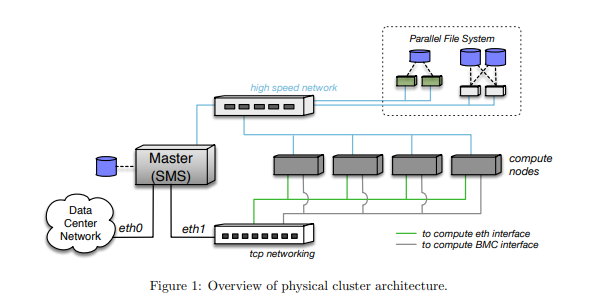 Parallel File System
high speed network
Master
(SMS)
compute
nodes
Data
Center
Network
eth0
eth1
tcp networking
to compute eth interface
to compute BMC interface
Figure 1: Overview of physical cluster architecture.